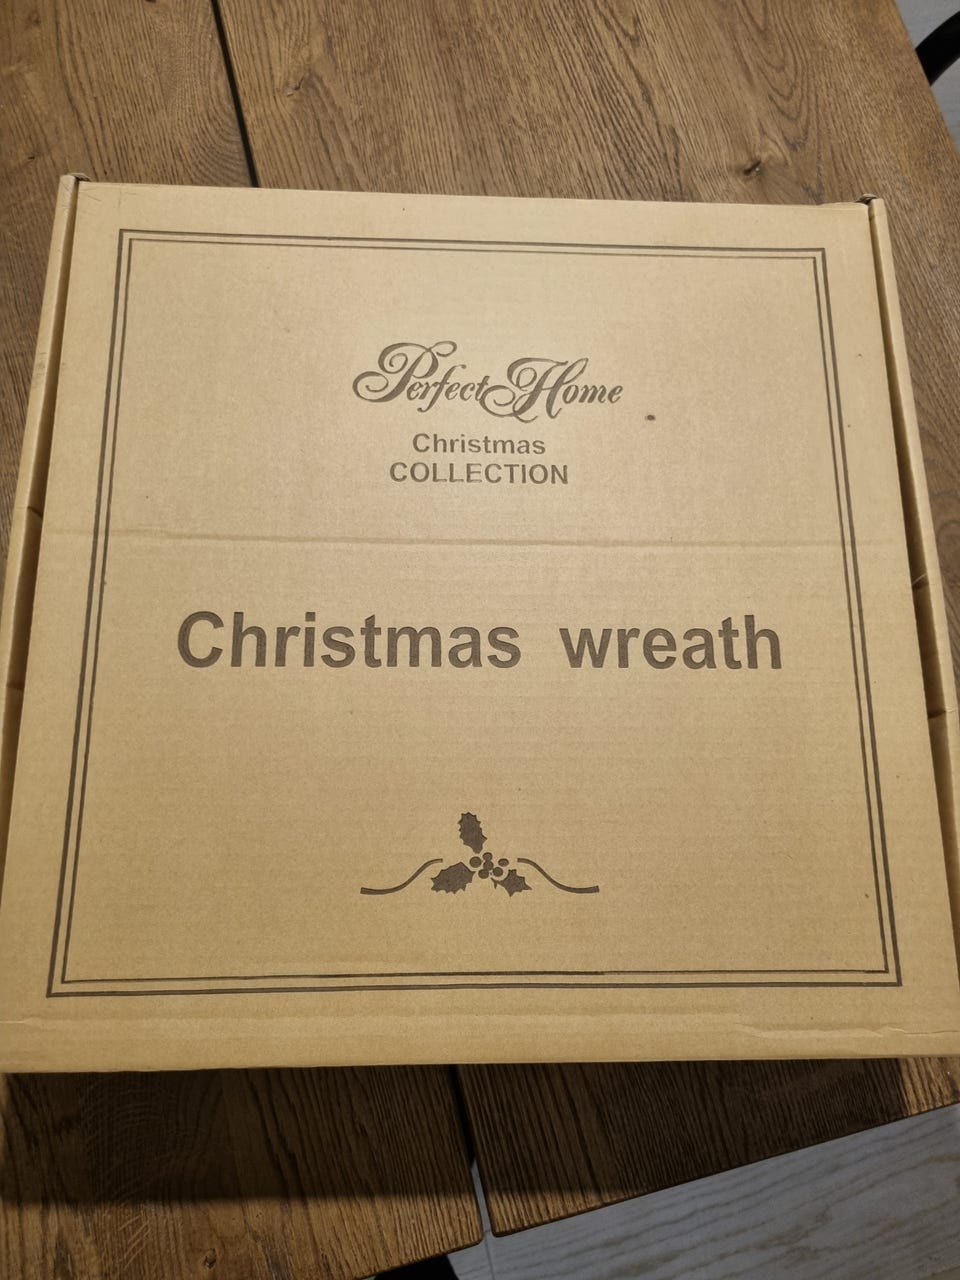 Perfect Home
Christmas
COLLECTION
Christmas wreath